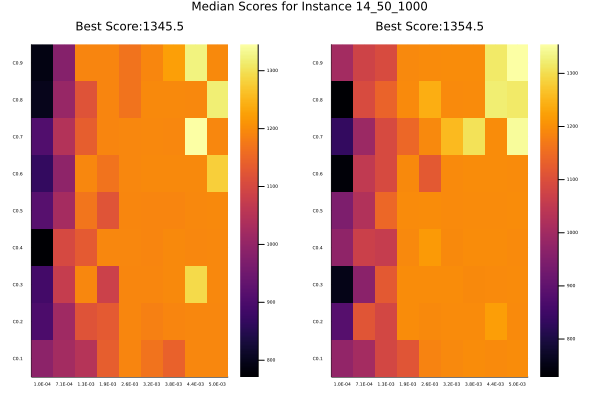 Median Scores for Instance 14_50_1000
Best Score:1345.5
C0.9
C0.8
C0.7
C0.6
C0.5
C0.4
C0.3
C0.2
C0.1
1.0E-04 7.1E-04 1.3E-03 1.9E-03 2.6E-03 3.2E-03 3.8E-03 4.4E-03 5.0E-03
1300
1200
1100
1000
900
800
Best Score:1354.5
C0.9
C0.8
C0.7
C0.6
C0.5
C0.4
C0.3
C0.2
C0.1
1.0E-04 7.1E-04 1.3E-03 1.9E-03 2.6E-03 3.2E-03 3.8E-03 4.4E-03 5.0E-03
1300
1200
1100
1000
900
800